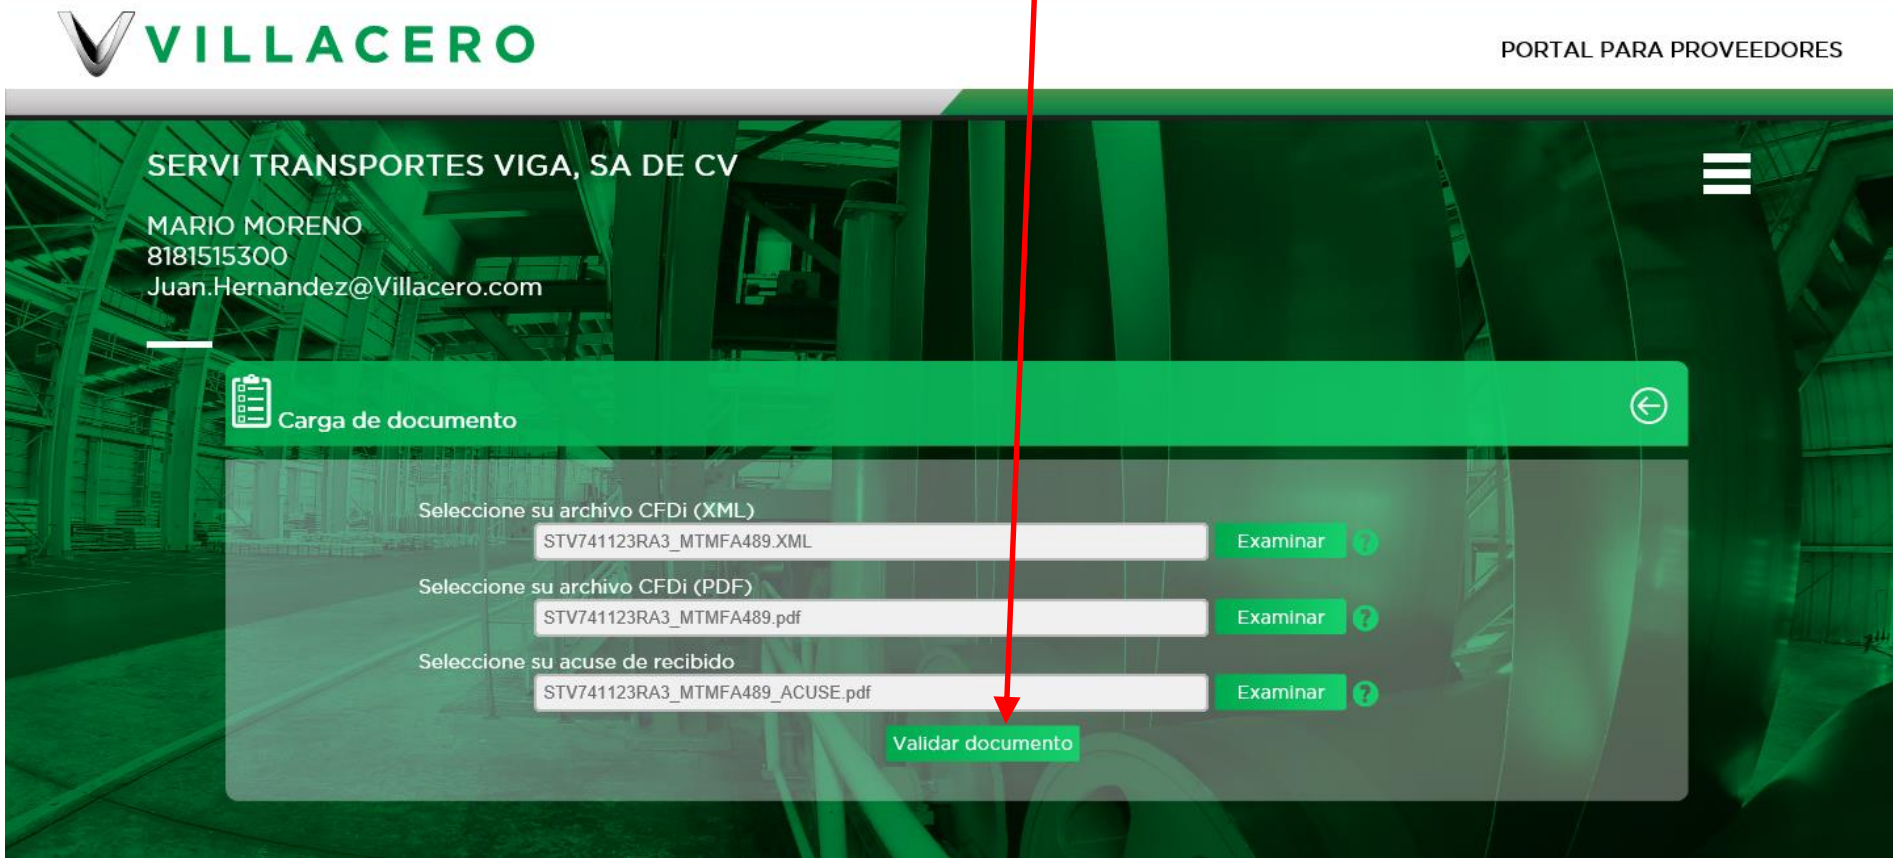 VILLACERO
PORTAL PARA PROVEEDORES
SERVI TRANSPORTES VIGA, SA DE CV
MARIO MORENO
8181515300
Juan.Hernandez@Villacero.com
Carga de documento
Seleccione su archivo CFDi (XML)
STV741123RA3_MTMFA489.XML Examinar ?
Seleccione su archivo CFDi (PDF)
STV741123RA3_MTMFA489.pdf Examinar ?
Seleccione su acuse de recibido
STV741123RA3_MTMFA489_ACUSE.pdf Examinar ?
Validar documento